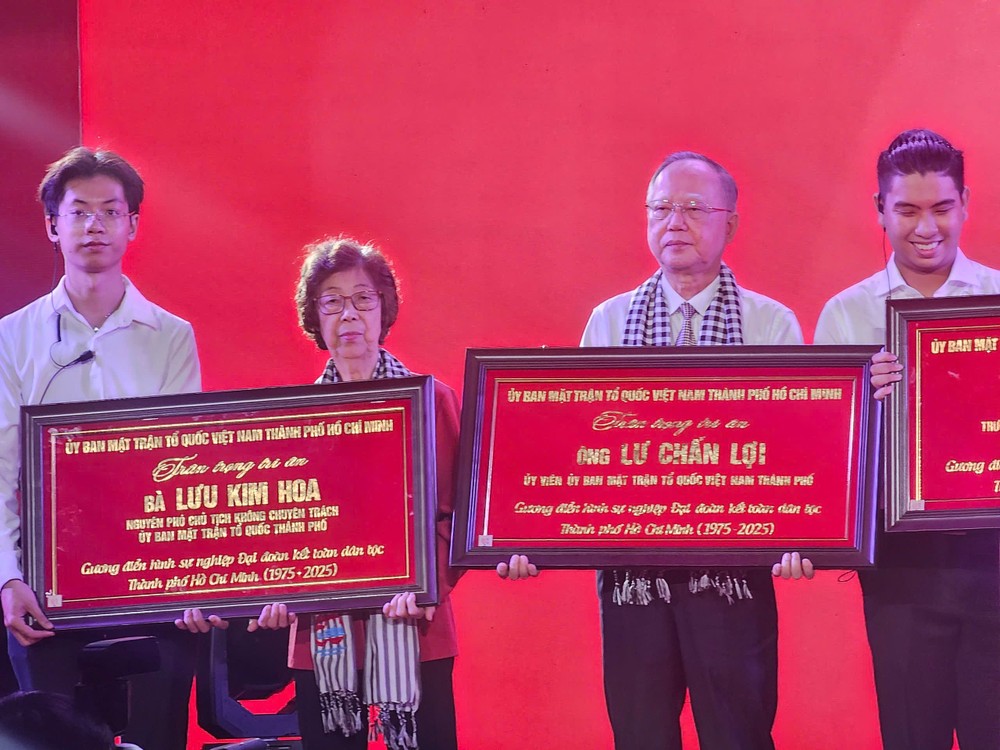 ỦY BAN MẶT TRẬN TỔ QUỐC VIỆT NAM THÀNH PHỐ HỒ CHÍ MINH
Trân trọng tri ân
BÀ LƯU KIM HOA
NGUYÊN PHÓ CHỦ TỊCH KHÔNG CHUYÊN TRÁCH
ỦY BAN MẶT TRẬN TỔ QUỐC THÀNH PHỐ
Gương điển hình sự nghiệp Đại đoàn kết toàn dân tộc
Thành phố Hồ Chí Minh (1975-2025)
ỦY BAN MẶT TRẬN TỔ QUỐC VIỆT NAM THÀNH PHỐ HỒ CHÍ MINH
Trân trọng tri ân
ÔNG LƯ CHẤN LỢI
ỦY VIÊN ỦY BAN MẶT TRẬN TỔ QUỐC VIỆT NAM THÀNH PHỐ
Gương điển hình sự nghiệp Đại đoàn kết toàn dân tộc
Thành phố Hồ Chí Minh (1975-2025)
ỦY BAN MẶT TRẬN
Gương điển